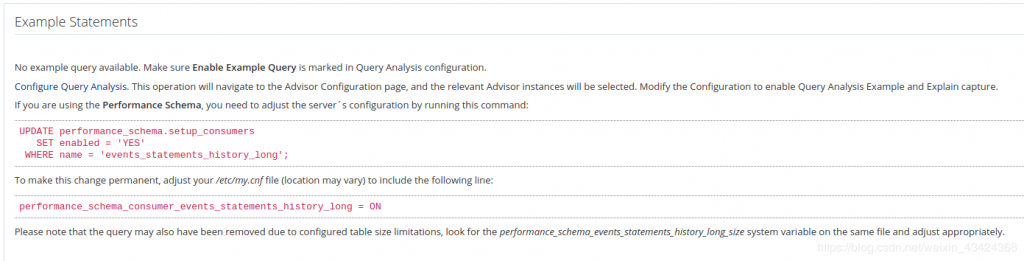 Example Statements
No example query available. Make sure Enable Example Query is marked in Query Analysis configuration.
Configure Query Analysis. This operation will navigate to the Advisor Configuration page, and the relevant Advisor instances will be selected. Modify the Configuration to enable Query Analysis Example and Explain capture.
If you are using the Performance Schema, you need to adjust the server´s configuration by running this command:
UPDATE performance_schema.setup_consumers
SET enabled = 'YES'
WHERE name = 'events_statements_history_long';
To make this change permanent, adjust your /etc/my.cnf file (location may vary) to include the following line:
performance_schema_consumer_events_statements_history_long = ON
Please note that the query may also have been removed due to configured table size limitations, look for the performance_schema_events_statements_history_long_size system variable on the same file and adjust appropriately.
https://blog.csdn.net/weixin_43424368